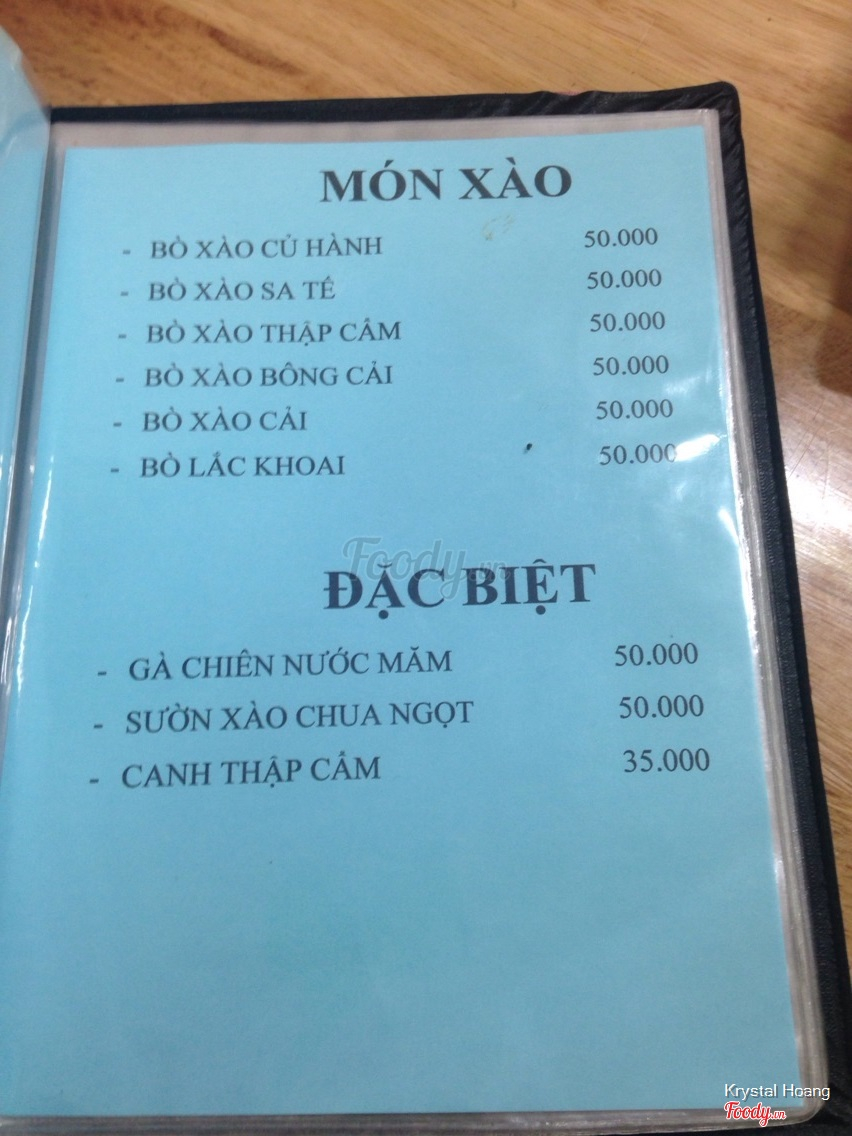 MÓN XÀO
- BÒ XÀO CỦ HÀNH 50.000
- BÒ XÀO SA TẾ 50.000
- BÒ XÀO THẬP CẨM 50.000
- BÒ XÀO BÔNG CẢI 50.000
- BÒ XÀO CẢI 50.000
- BÒ LẮC KHOAI 50.000
Foody.vn
ĐẶC BIỆT
- GÀ CHIÊN NƯỚC MẮM 50.000
- SƯỜN XÀO CHUA NGỌT 50.000
- CANH THẬP CẨM 35.000
Krystal Hoang
Foody.vn